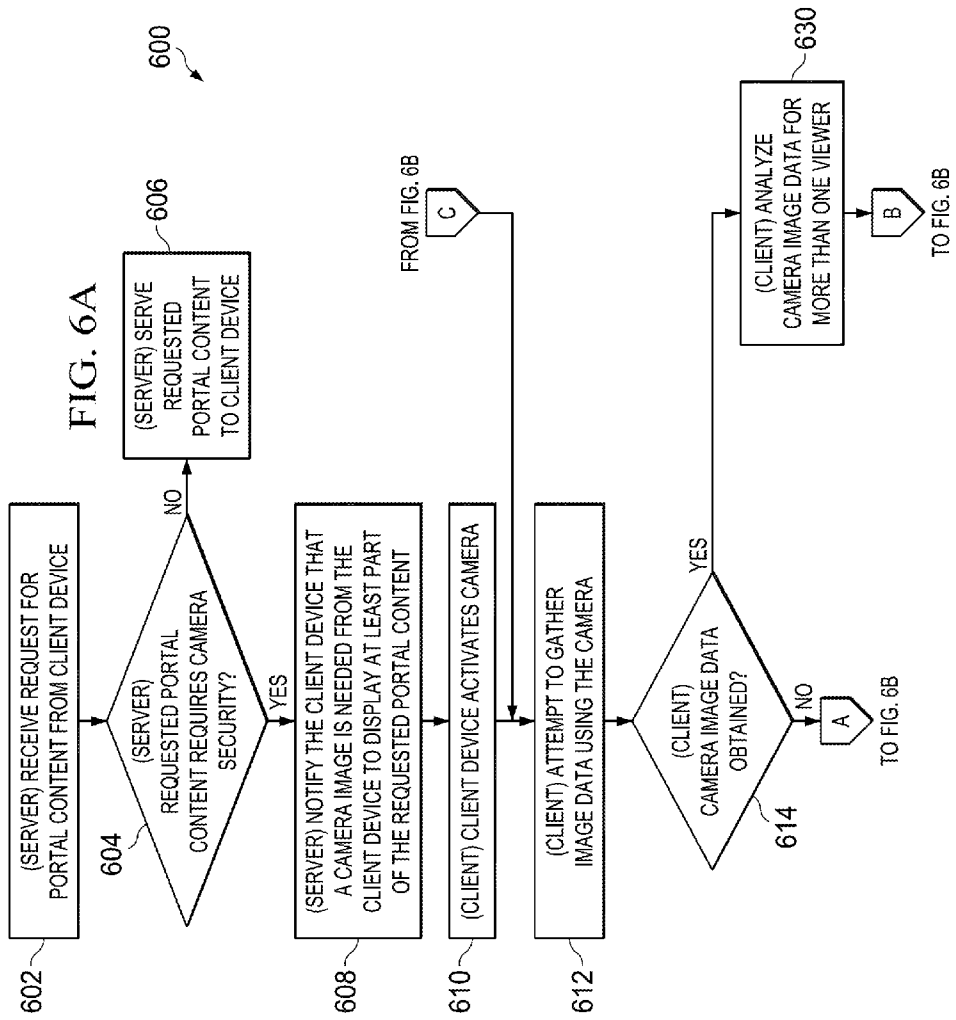 FIG. 6A
600
602
(SERVER) RECEIVE REQUEST FOR
PORTAL CONTENT FROM CLIENT DEVICE
604
(SERVER)
REQUESTED PORTAL
CONTENT REQUIRES CAMERA
SECURITY?
NO
606
(SERVER) SERVE
REQUESTED
PORTAL CONTENT
TO CLIENT DEVICE
YES
608
(SERVER) NOTIFY THE CLIENT DEVICE THAT
A CAMERA IMAGE IS NEEDED FROM THE
CLIENT DEVICE TO DISPLAY AT LEAST PART
OF THE REQUESTED PORTAL CONTENT
610
(CLIENT) CLIENT DEVICE ACTIVATES CAMERA
FROM FIG. 6B
C
612
(CLIENT) ATTEMPT TO GATHER
IMAGE DATA USING THE CAMERA
614
(CLIENT)
CAMERA IMAGE DATA
OBTAINED?
YES
630
(CLIENT) ANALYZE
CAMERA IMAGE DATA FOR
MORE THAN ONE VIEWER
B
TO FIG. 6B
NO
A
TO FIG. 6B